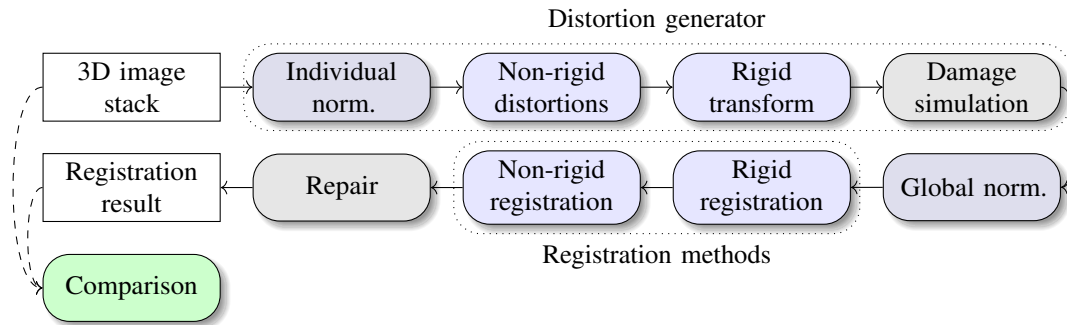 Distortion generator
3D image
stack
Individual
norm.
Non-rigid
distortions
Rigid
transform
Damage
simulation
Registration
result
Repair
Non-rigid
registration
Rigid
registration
Global norm.
Registration methods
Comparison